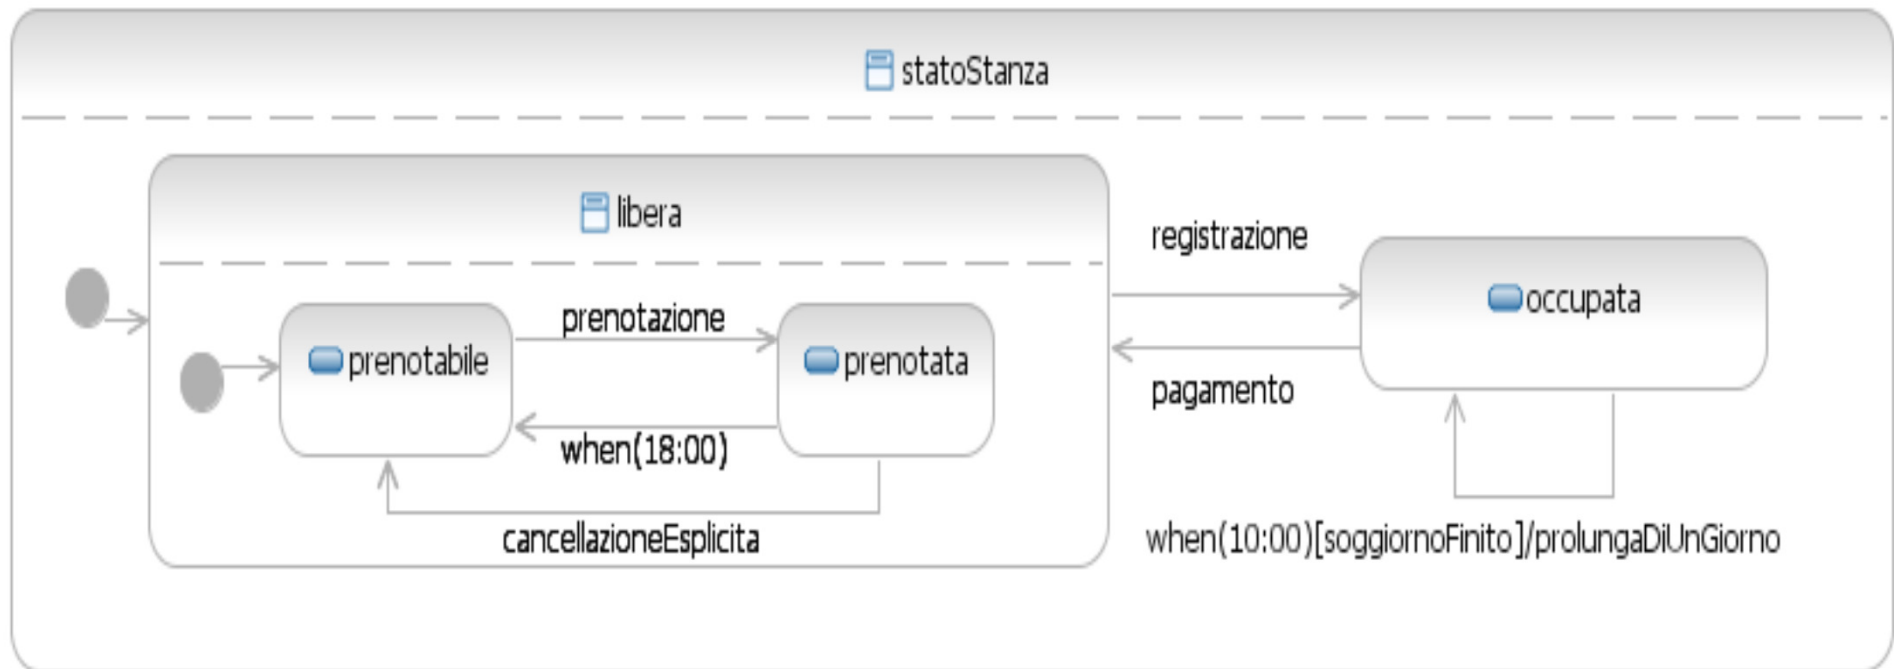 statoStanza
libera
registrazione
occupata
prenotazione
prenotabile
prenotata
pagamento
when(18:00)
cancellazioneEsplicita
when(10:00)[soggiornoFinito]/prolungaDiUnGiorno